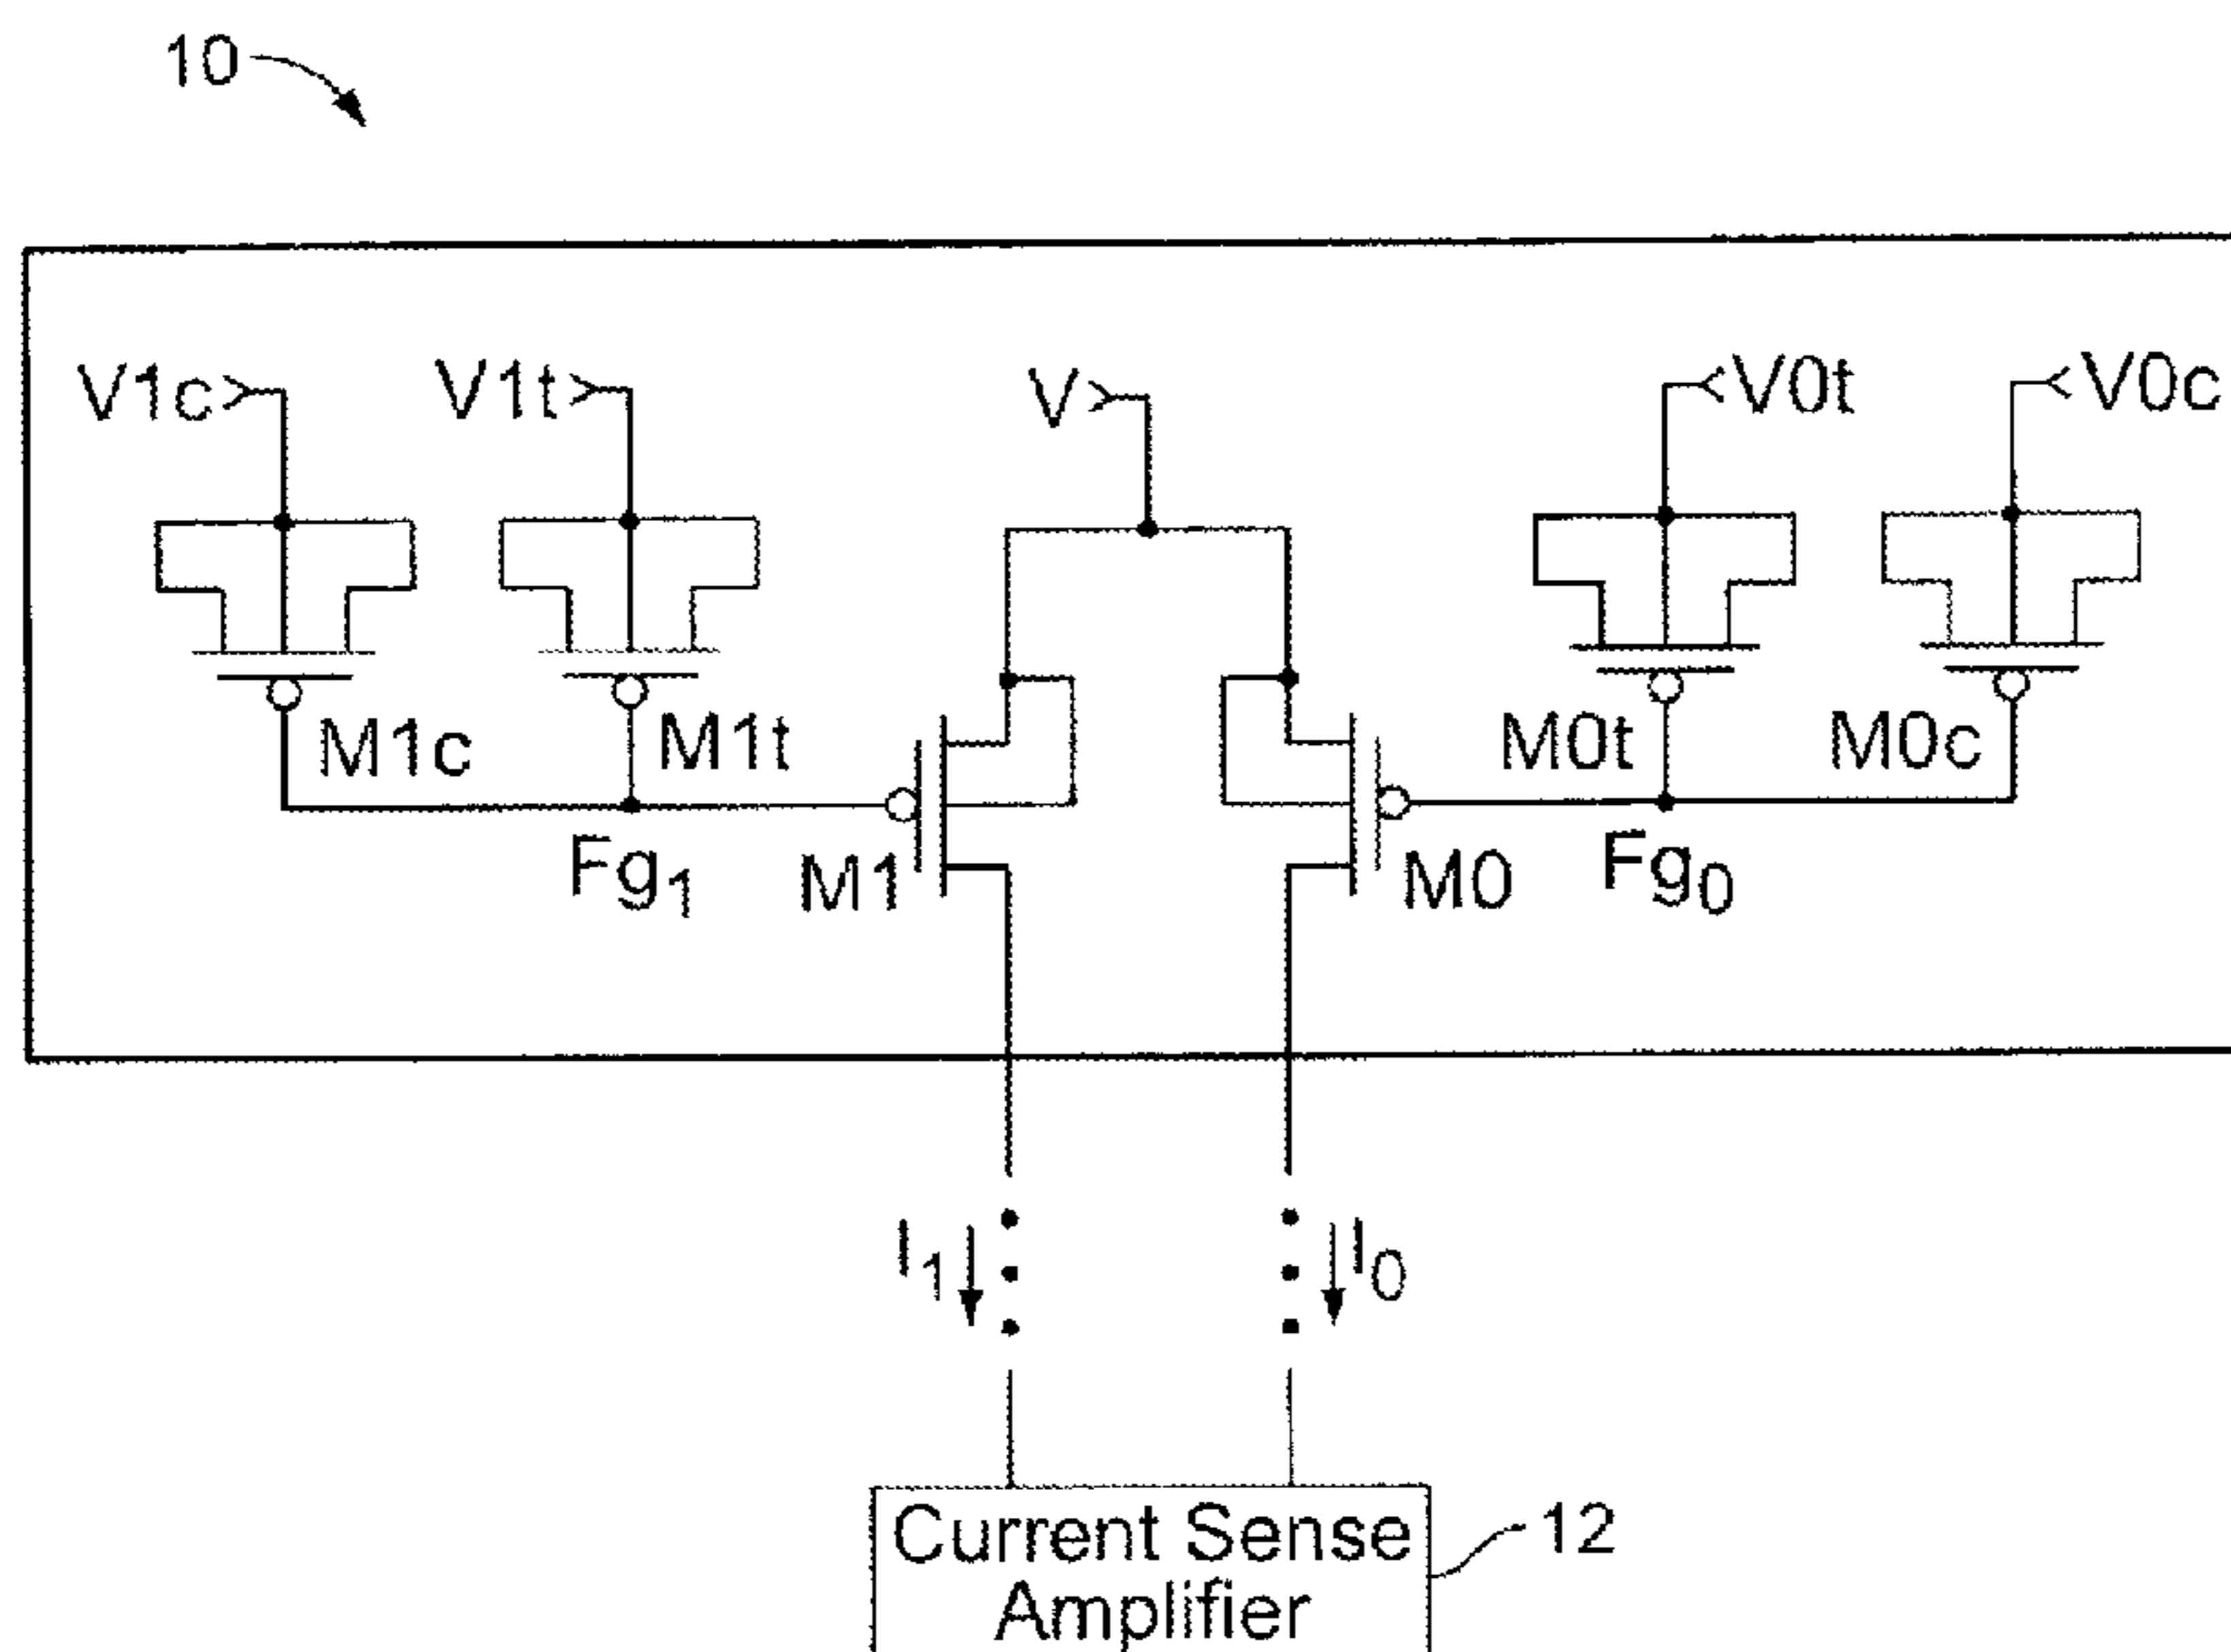 10
V1c V1t V V0t V0c
M1c M1t M0t M0c
Fg1 M1 M0 Fg0
I1 I0
Current Sense 12
Amplifier